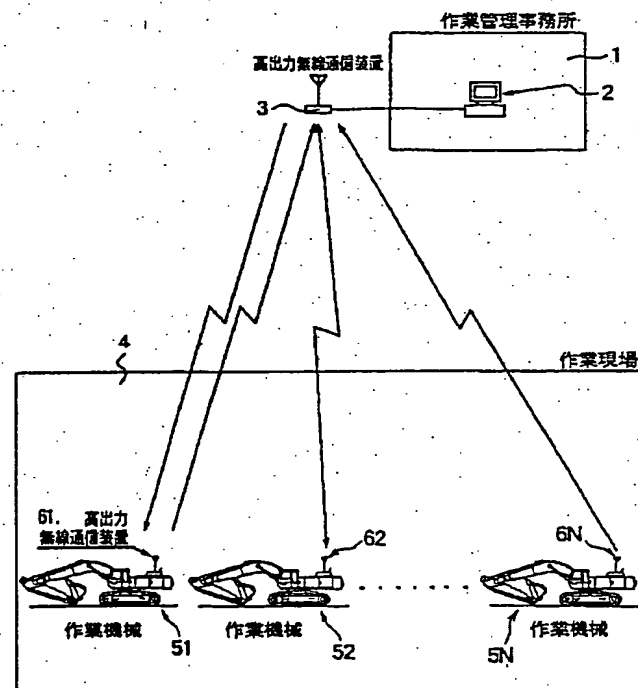 作業管理事務所
1
2
高出力無線通信装置
3
4
作業現場
61. 高出力
無線通信装置
62
6N
作業機械
51
作業機械
52
5N
作業機械